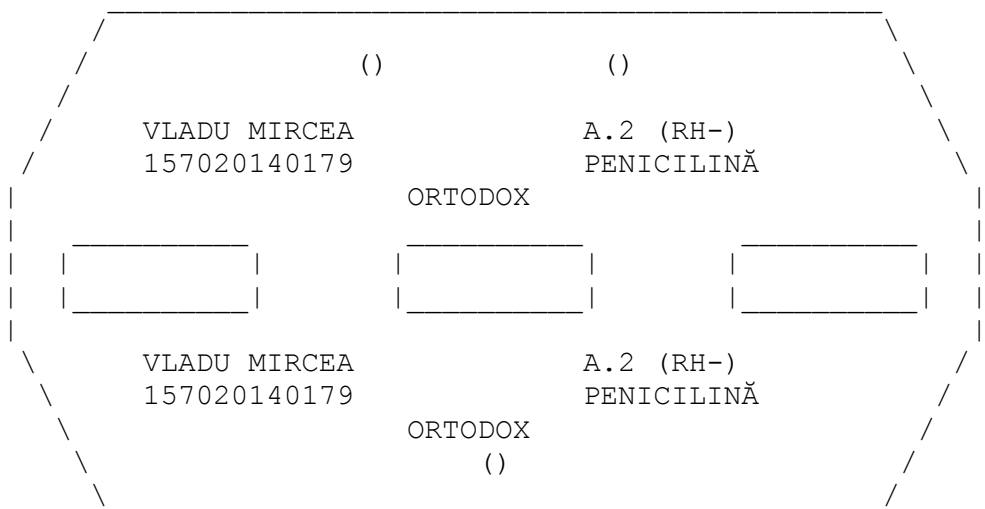 VLADU MIRCEA A.2 (RH-)
157020140179 PENICILINĂ
ORTODOX
VLADU MIRCEA A.2 (RH-)
157020140179 PENICILINĂ
ORTODOX